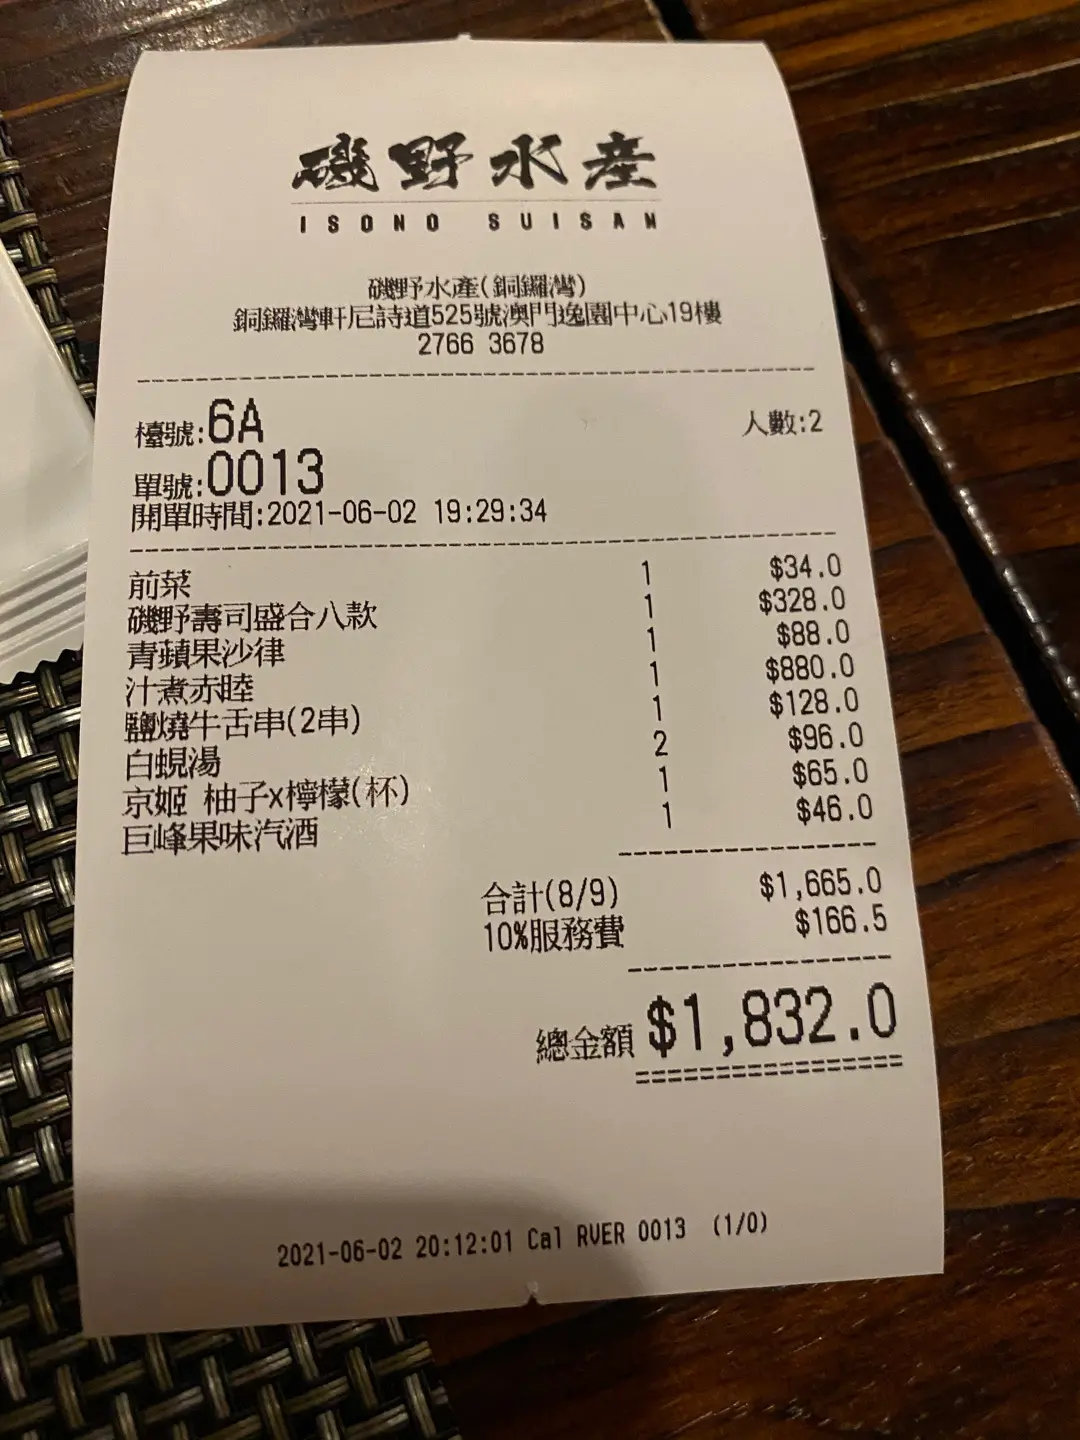 磯野水産
ISONO SUISAN
磯野水產(銅鑼灣)
銅鑼灣軒尼詩道525號澳門逸園中心19樓
2766 3678
檯號:6A 人數:2
單號:0013
開單時間:2021-06-02 19:29:34
前菜 1 $34.0
磯野壽司盛合八款 1 $328.0
青蘋果沙律 1 $88.0
汁煮赤睦 1 $880.0
鹽燒牛舌串(2串) 1 $128.0
白蜆湯 2 $96.0
京姬 柚子x檸檬(杯) 1 $65.0
巨峰果味汽酒 1 $46.0
合計(8/9) $1,665.0
10%服務費 $166.5
總金額 $1,832.0
2021-06-02 20:12:01 Cal RVER 0013 (1/0)